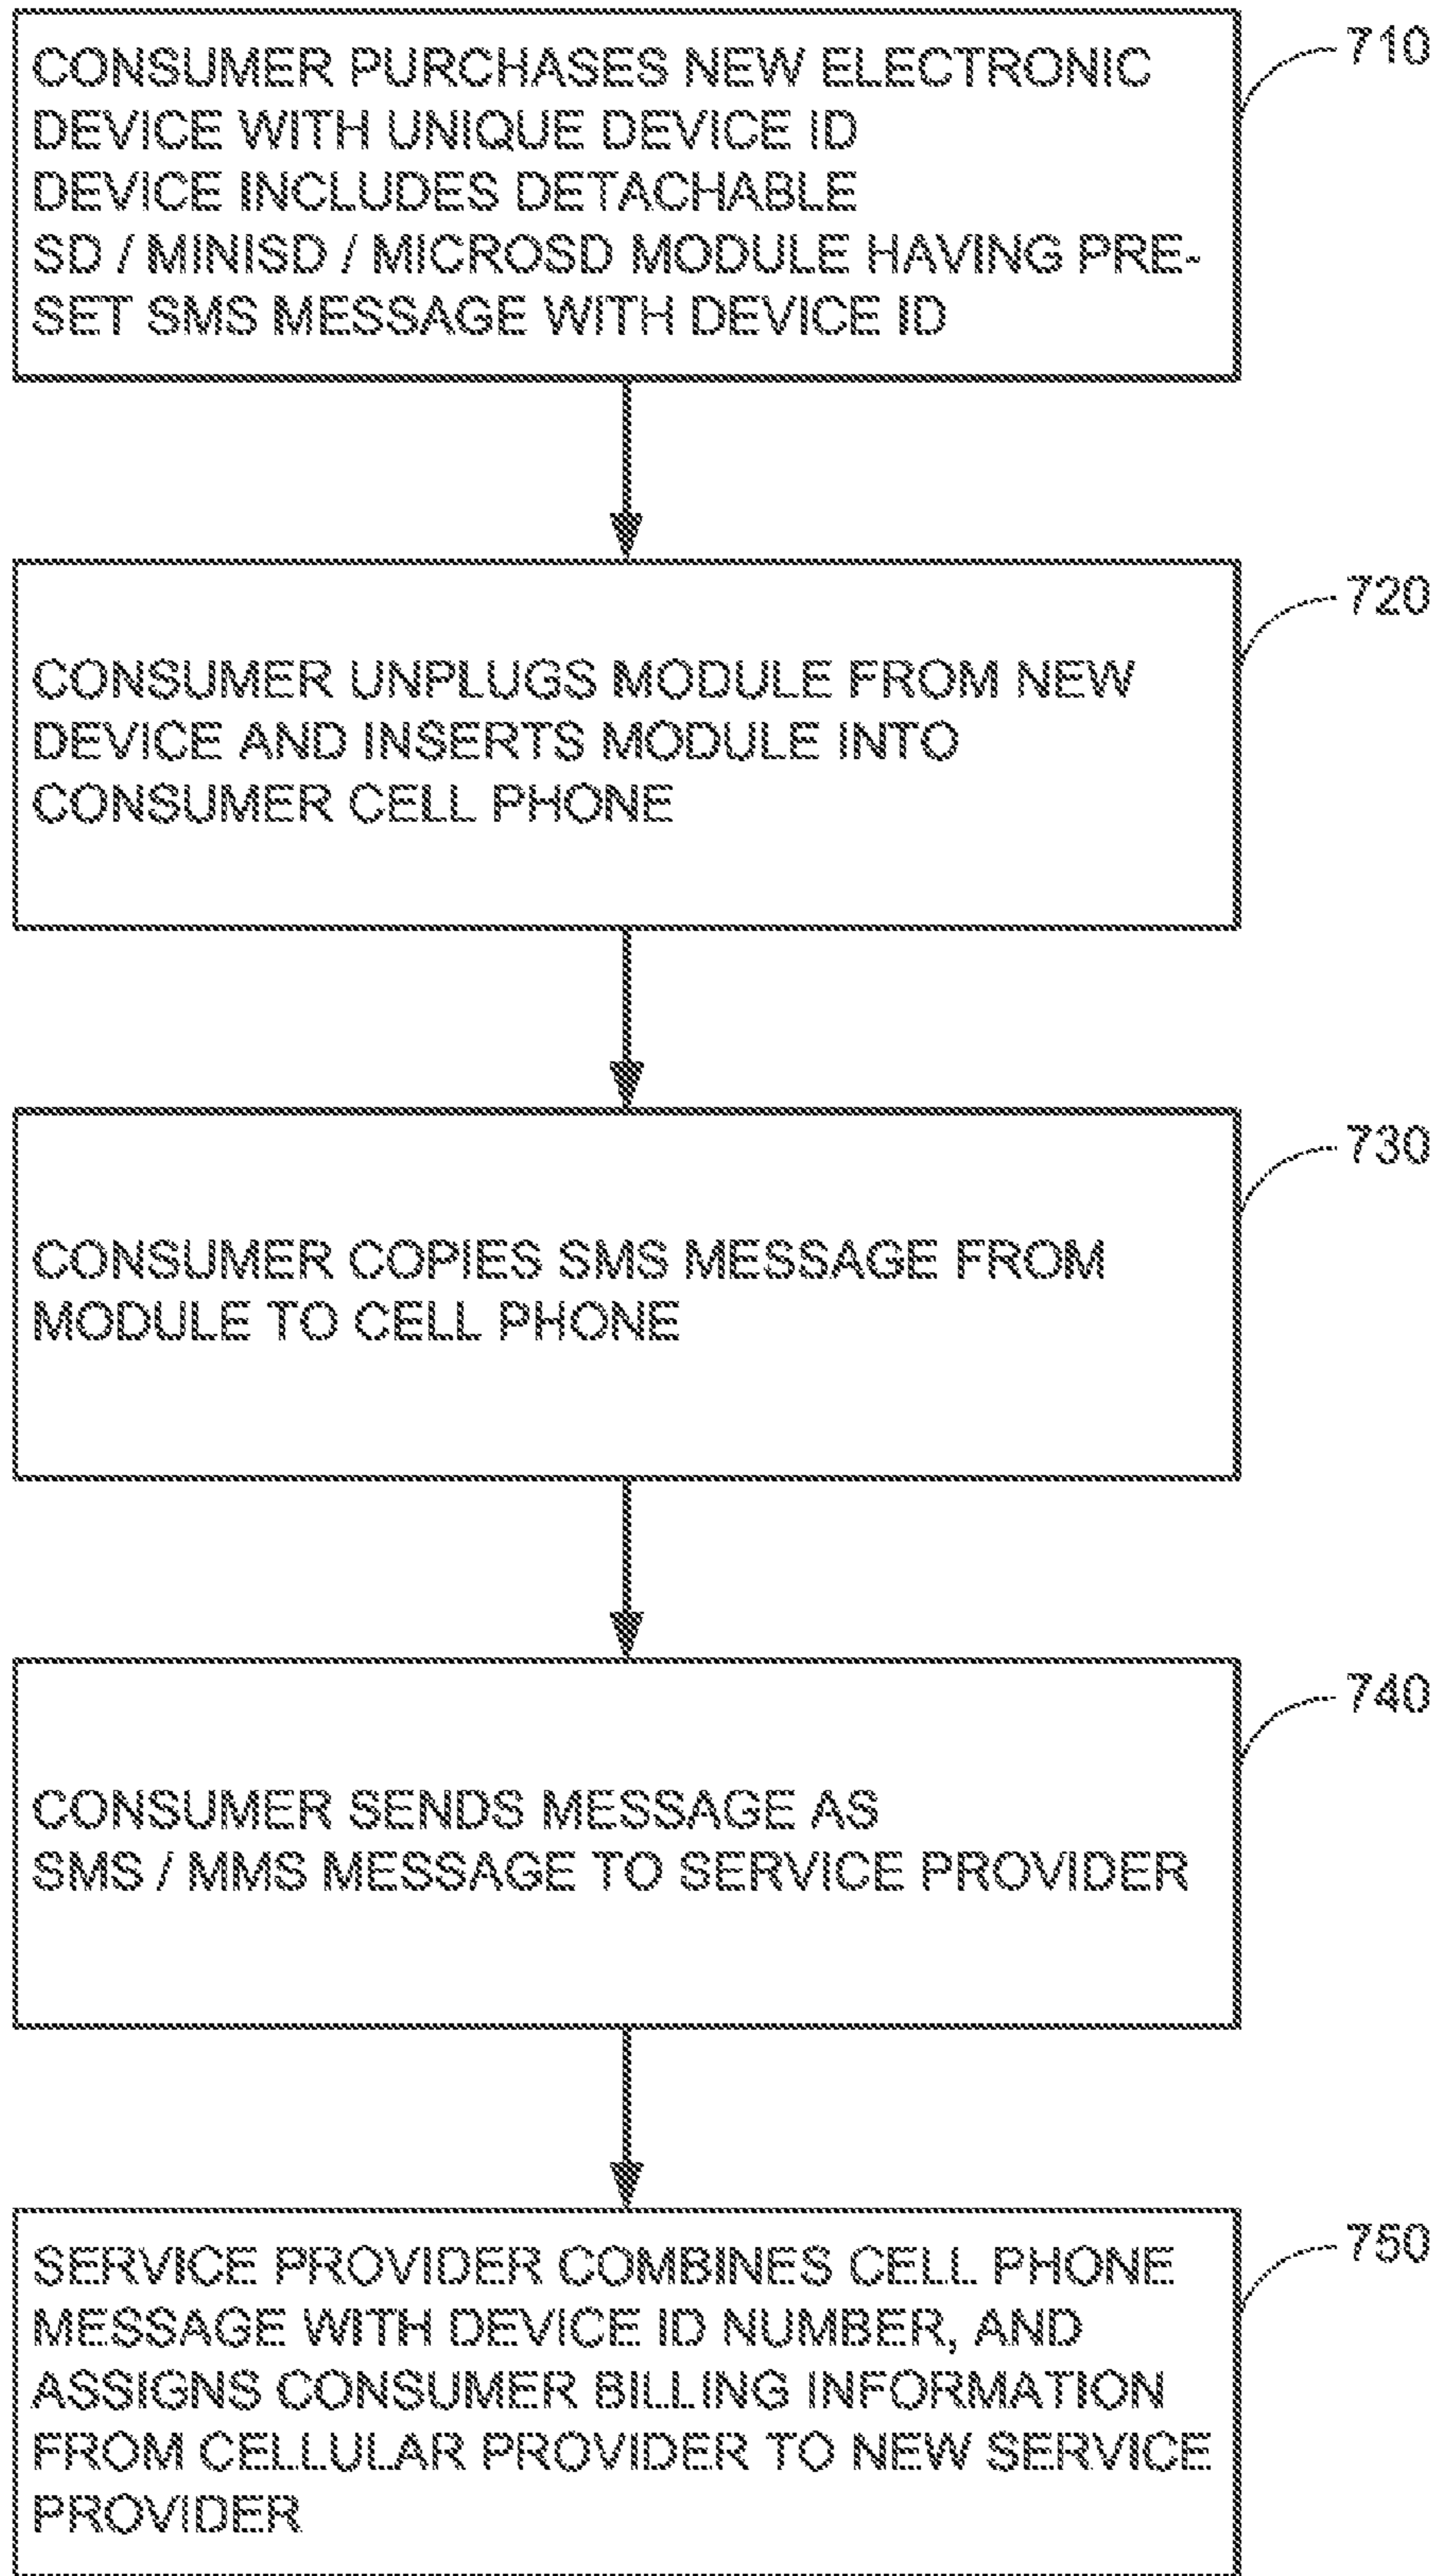 CONSUMER PURCHASES NEW ELECTRONIC
DEVICE WITH UNIQUE DEVICE ID
DEVICE INCLUDES DETACHABLE
SD / MINISD / MICROSD MODULE HAVING PRE-
SET SMS MESSAGE WITH DEVICE ID
710
CONSUMER UNPLUGS MODULE FROM NEW
DEVICE AND INSERTS MODULE INTO
CONSUMER CELL PHONE
720
CONSUMER COPIES SMS MESSAGE FROM
MODULE TO CELL PHONE
730
CONSUMER SENDS MESSAGE AS
SMS / MMS MESSAGE TO SERVICE PROVIDER
740
SERVICE PROVIDER COMBINES CELL PHONE
MESSAGE WITH DEVICE ID NUMBER, AND
ASSIGNS CONSUMER BILLING INFORMATION
FROM CELLULAR PROVIDER TO NEW SERVICE
PROVIDER
750